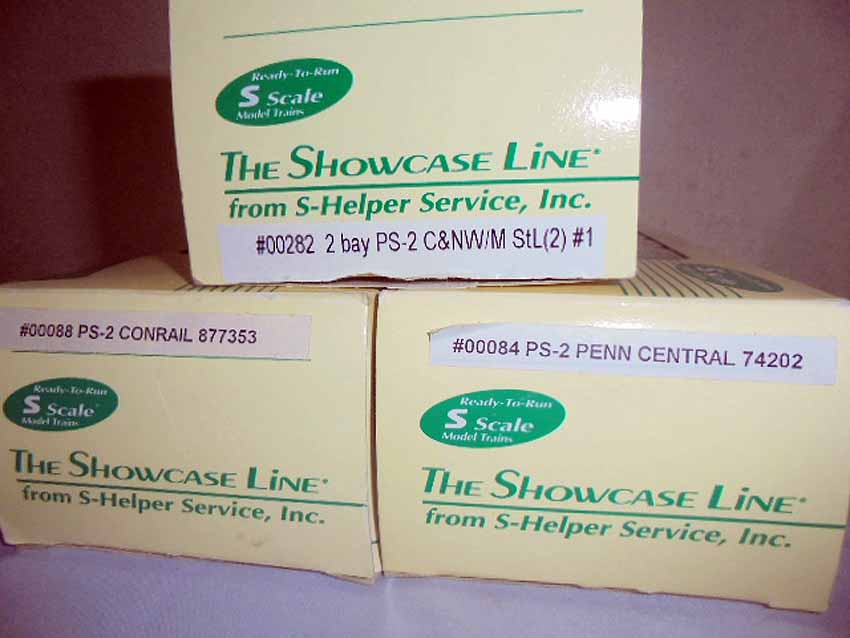 Ready-To-Run
S Scale
Model Trains
THE SHOWCASE LINE
from S-Helper Service, Inc.
#00282 2 bay PS-2 C&NW/M StL(2) #1
#00088 PS-2 CONRAIL 877353
Ready-To-Run
S Scale
Model Trains
THE SHOWCASE LINE
from S-Helper Service, Inc.
#00084 PS-2 PENN CENTRAL 74202
Ready-To-Run
S Scale
Model Trains
THE SHOWCASE LINE
from S-Helper Service, Inc.